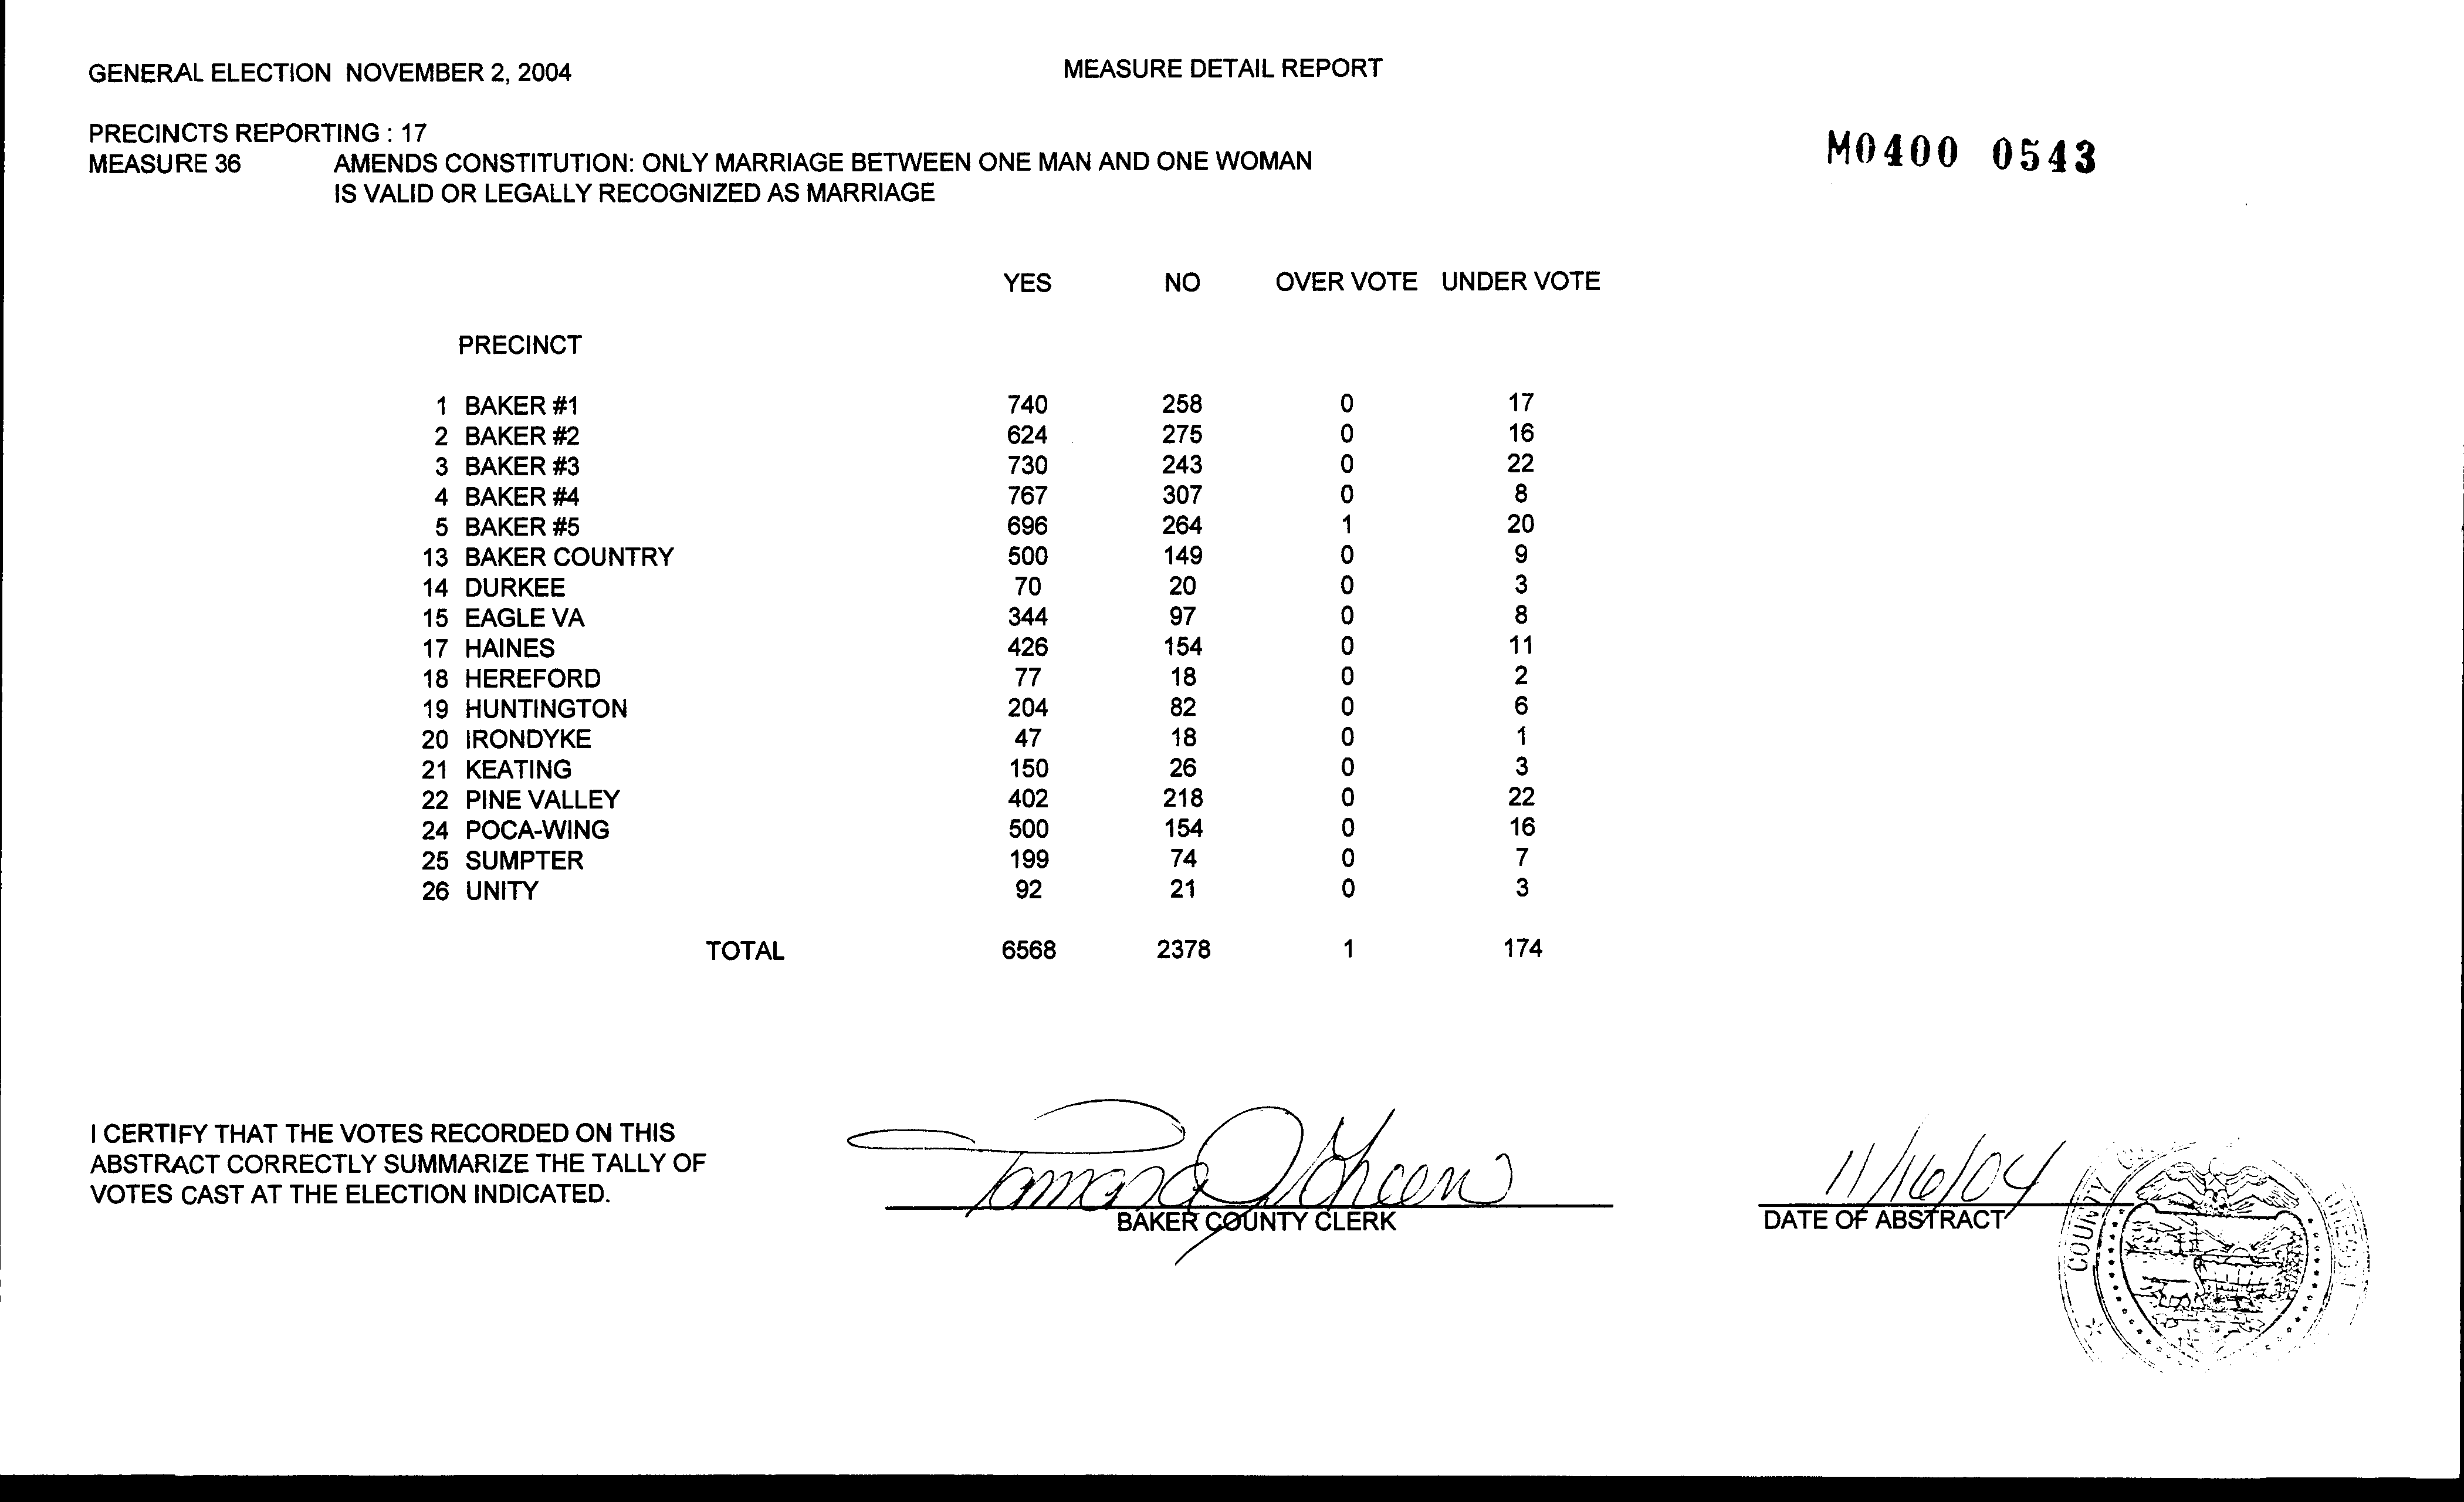 GENERAL ELECTION NOVEMBER 2, 2004 MEASURE DETAIL REPORT
PRECINCTS REPORTING : 17
MEASURE 36 AMENDS CONSTITUTION: ONLY MARRIAGE BETWEEN ONE MAN AND ONE WOMAN
IS VALID OR LEGALLY RECOGNIZED AS MARRIAGE
M0400 0543
YES NO OVER VOTE UNDER VOTE
PRECINCT
1 BAKER #1 740 258 0 17
2 BAKER #2 624 275 0 16
3 BAKER #3 730 243 0 22
4 BAKER #4 767 307 0 8
5 BAKER #5 696 264 1 20
13 BAKER COUNTRY 500 149 0 9
14 DURKEE 70 20 0 3
15 EAGLE VA 344 97 0 8
17 HAINES 426 154 0 11
18 HEREFORD 77 18 0 2
19 HUNTINGTON 204 82 0 6
20 IRONDYKE 47 18 0 1
21 KEATING 150 26 0 3
22 PINE VALLEY 402 218 0 22
24 POCA-WING 500 154 0 16
25 SUMPTER 199 74 0 7
26 UNITY 92 21 0 3
TOTAL 6568 2378 1 174
I CERTIFY THAT THE VOTES RECORDED ON THIS
ABSTRACT CORRECTLY SUMMARIZE THE TALLY OF
VOTES CAST AT THE ELECTION INDICATED.
Tamara J Green
BAKER COUNTY CLERK
11/16/04
DATE OF ABSTRACT
COUNTY